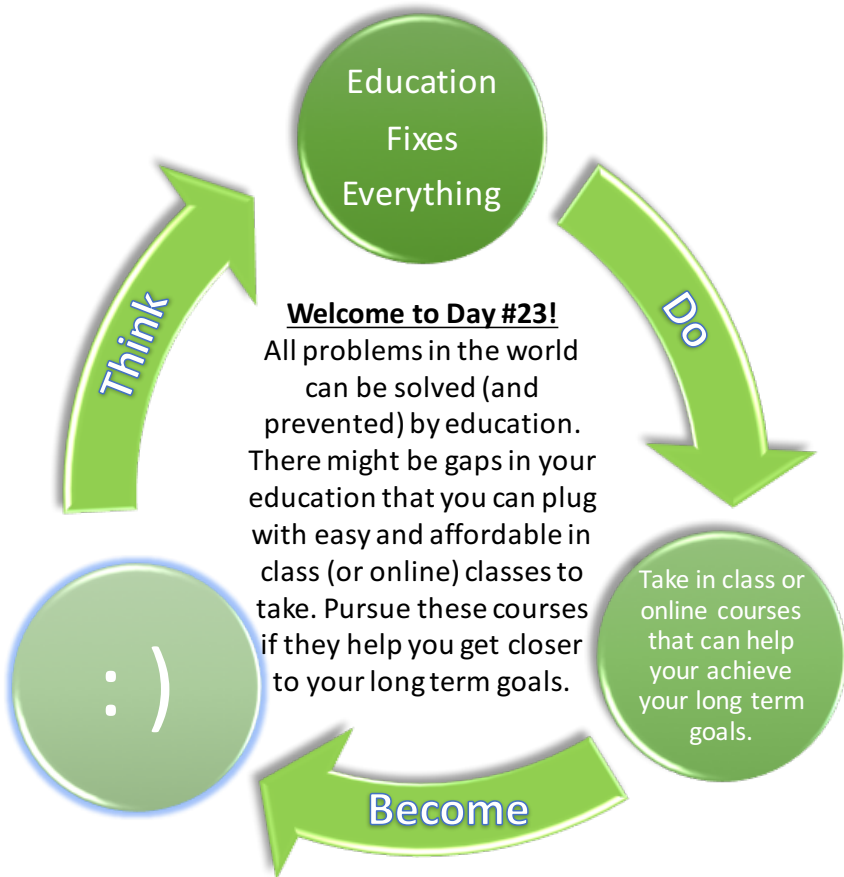 Education
Fixes
Everything
Do
Think
Welcome to Day #23!
All problems in the world
can be solved (and
prevented) by education.
There might be gaps in your
education that you can plug
with easy and affordable in
class (or online) classes to
take. Pursue these courses
if they help you get closer
to your long term goals.
Take in class or
online courses
that can help
your achieve
your long term
goals.
Become
: )